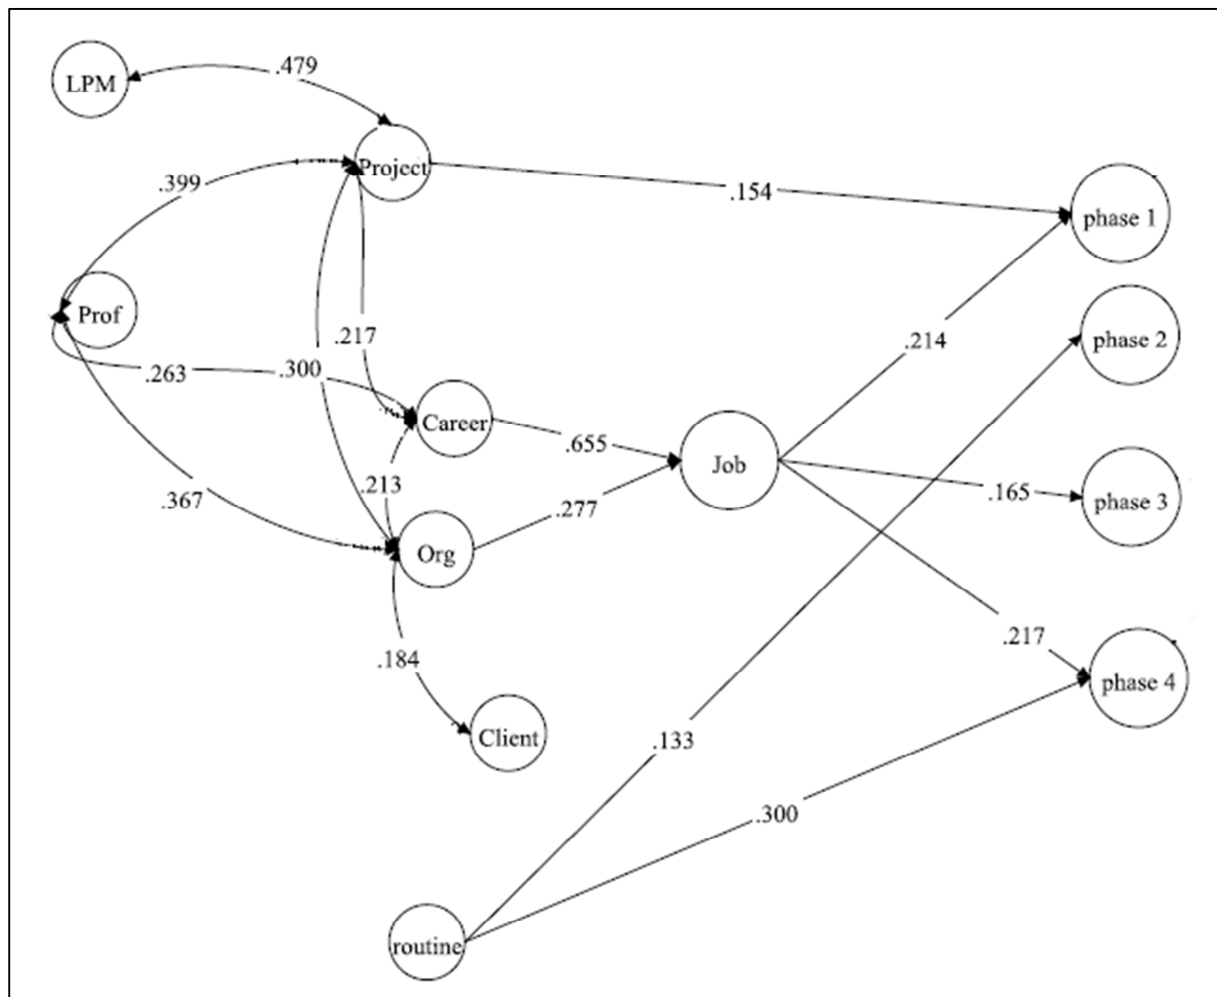 LPM
.479
Project
.399
.154
phase 1
Prof
.217
.214
phase 2
.263
.300
Career
.655
Job
.213
.367
.277
.165
phase 3
Org
.217
.184
phase 4
Client
.133
.300
routine